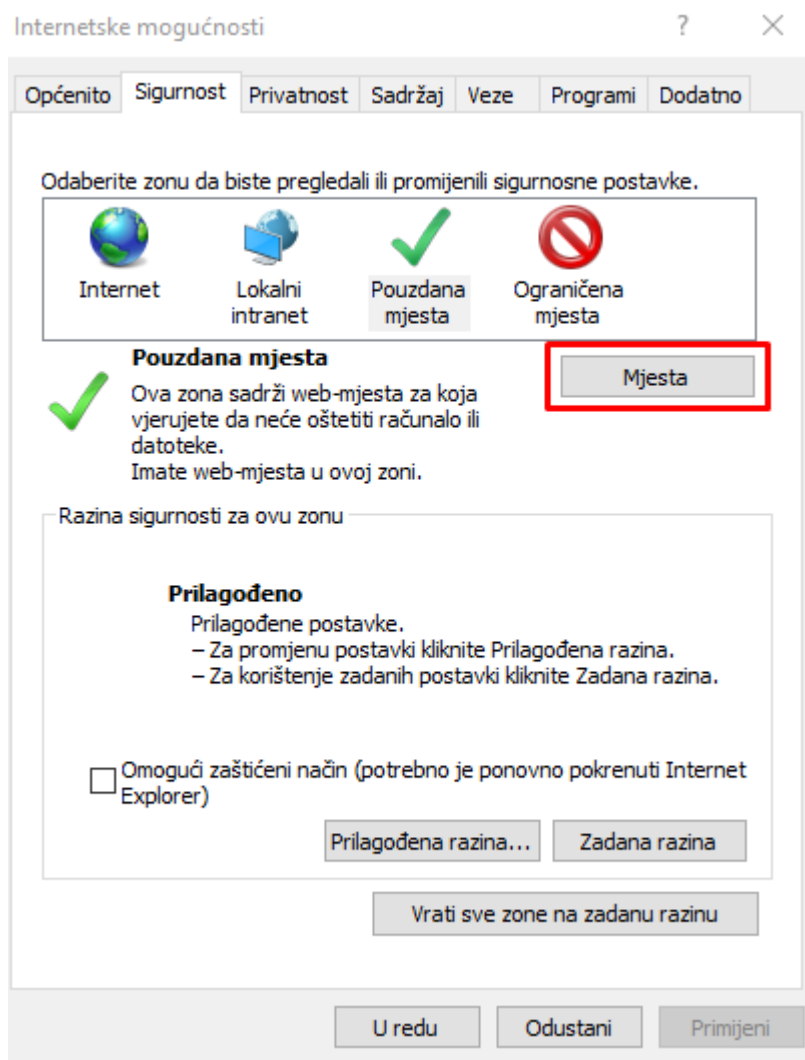 Internetske mogućnosti
?
Općenito Sigurnost Privatnost Sadržaj Veze Programi Dodatno
Odaberite zonu da biste pregledali ili promijenili sigurnosne postavke.
Internet
Lokalni
intranet
Pouzdana
mjesta
Ograničena
mjesta
Pouzdana mjesta
Mjesta
Ova zona sadrži web-mjesta za koja
vjerujete da neće oštetiti računalo ili
datoteke.
Imate web-mjesta u ovoj zoni.
Razina sigurnosti za ovu zonu
Prilagođeno
Prilagođene postavke.
– Za promjenu postavki kliknite Prilagođena razina.
– Za korištenje zadanih postavki kliknite Zadana razina.
Omogući zaštićeni način (potrebno je ponovno pokrenuti Internet
Explorer)
Prilagođena razina... Zadana razina
Vrati sve zone na zadanu razinu
U redu Odustani Primijeni